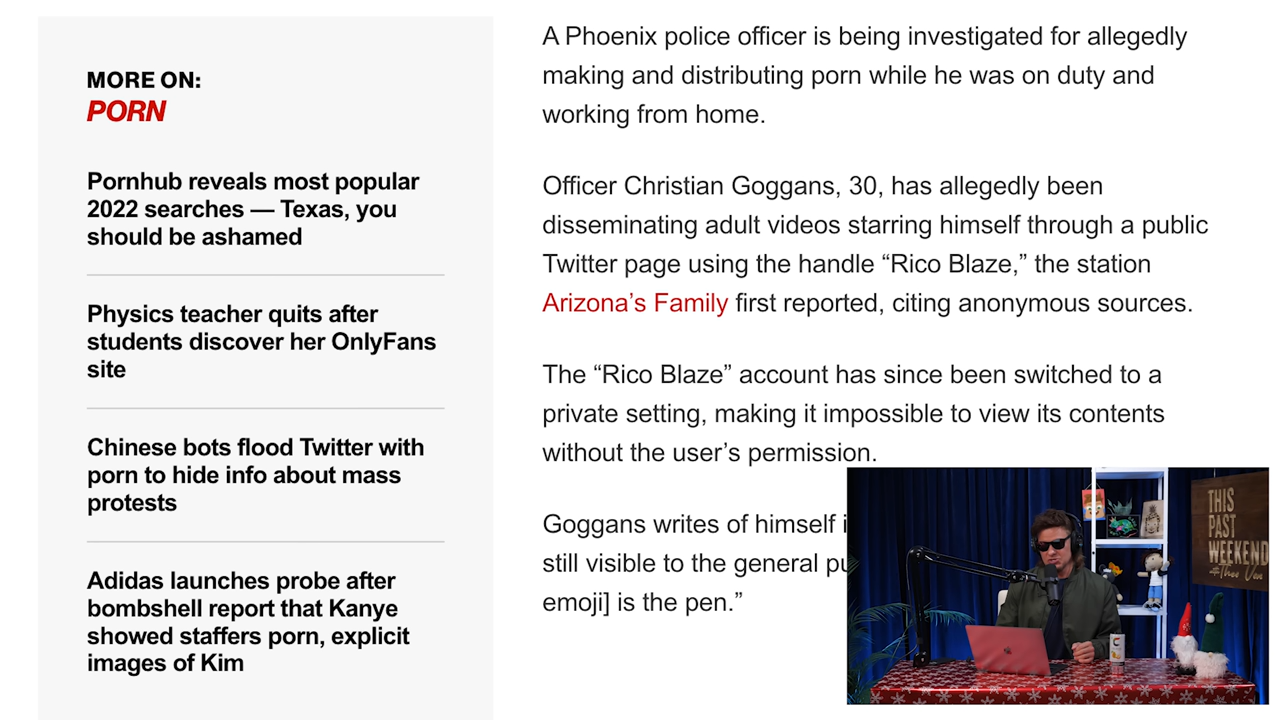 MORE ON:
PORN
Pornhub reveals most popular
2022 searches — Texas, you
should be ashamed
Physics teacher quits after
students discover her OnlyFans
site
Chinese bots flood Twitter with
porn to hide info about mass
protests
Adidas launches probe after
bombshell report that Kanye
showed staffers porn, explicit
images of Kim
A Phoenix police officer is being investigated for allegedly
making and distributing porn while he was on duty and
working from home.
Officer Christian Goggans, 30, has allegedly been
disseminating adult videos starring himself through a public
Twitter page using the handle “Rico Blaze,” the station
Arizona’s Family first reported, citing anonymous sources.
The “Rico Blaze” account has since been switched to a
private setting, making it impossible to view its contents
without the user’s permission.
Goggans writes of himself
still visible to the general
emoji] is the pen.”
THIS
PAST
WEEKEND